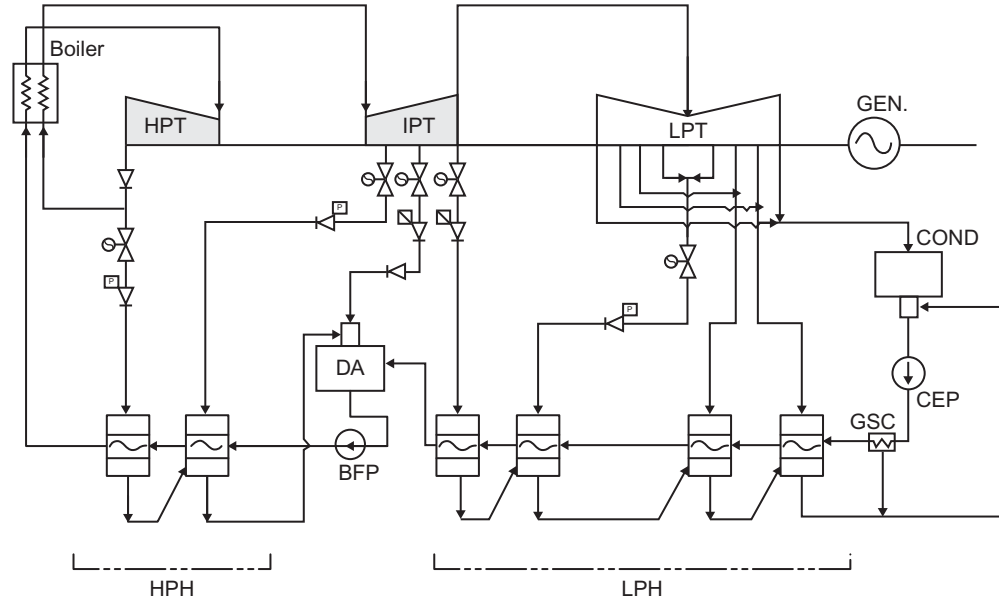 Boiler
HPT
IPT
LPT
GEN.
P
P
COND
P
DA
CEP
GSC
BFP
HPH
LPH